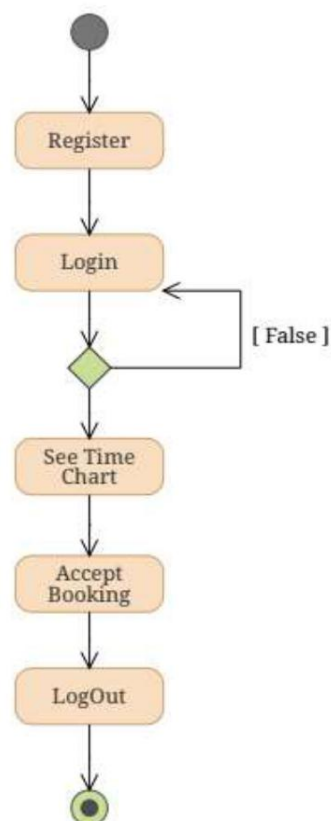 Register
Login
[ False ]
See Time
Chart
Accept
Booking
LogOut